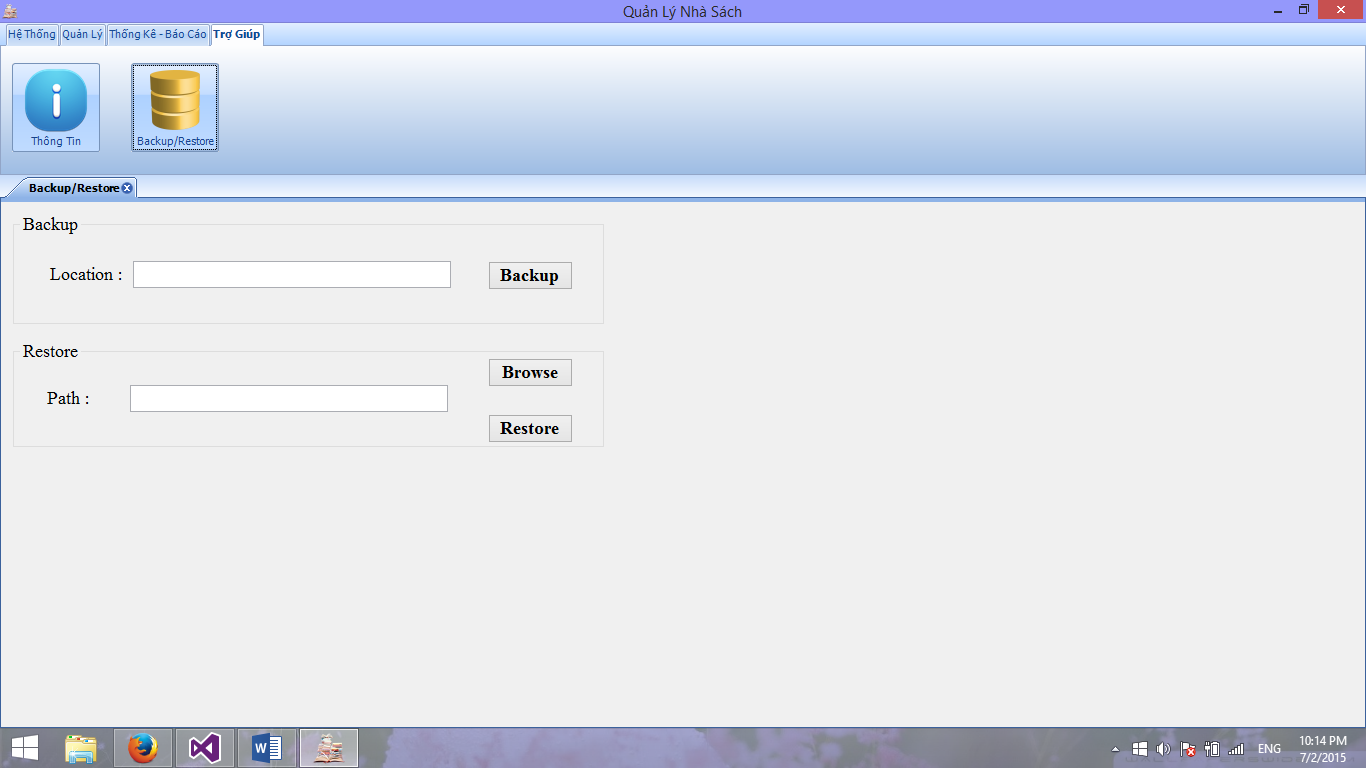 Quản Lý Nhà Sách
Hệ Thống Quản Lý Thống Kê - Báo Cáo Trợ Giúp
i
Thông Tin Backup/Restore
Backup/Restore
Backup
Location : Backup
Restore
Browse
Path :
Restore
ENG 10:14 PM
7/2/2015